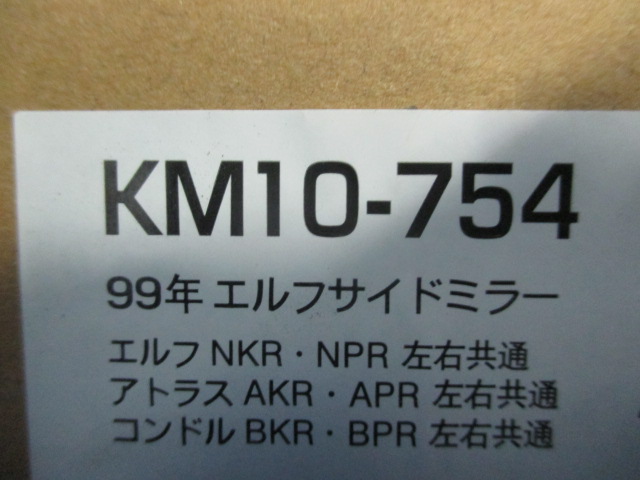 KM10-754
99年 エルフサイドミラー
エルフ NKR・NPR 左右共通
アトラス AKR・APR 左右共通
コンドル BKR・BPR 左右共通